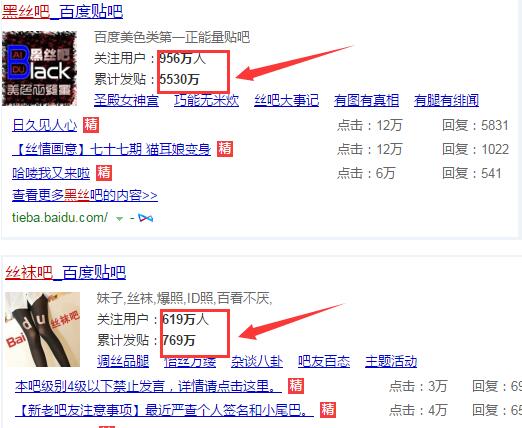 黑丝吧_百度贴吧
百度美色类第一正能量贴吧
关注用户：956万人
累计发贴：5530万
圣殿女神宫 巧能无米炊 丝吧大事记 有图有真相 有腿有绯闻
日久见人心 精 点击：12万 回复：5831
【丝情画意】七十七期 猫耳娘变身 精 点击：12万 回复：1022
哈喽我又来啦 精 点击：6万 回复：541
查看更多黑丝吧的内容>>
tieba.baidu.com/
BAIDU
黑丝吧
Black
丝袜吧_百度贴吧
妹子,丝袜,爆照,ID照,百看不厌,
关注用户：619万人
累计发贴：769万
Bai du 丝袜吧
调丝品腿 怡丝万缕 杂谈八卦 吧友百态 主题活动
本吧级别4级以下禁止发言，详情请点击这里。 精 点击：3万 回复：69
【新老吧友注意事项】最近严查个人签名和小尾巴。 精 点击：4万 回复：65